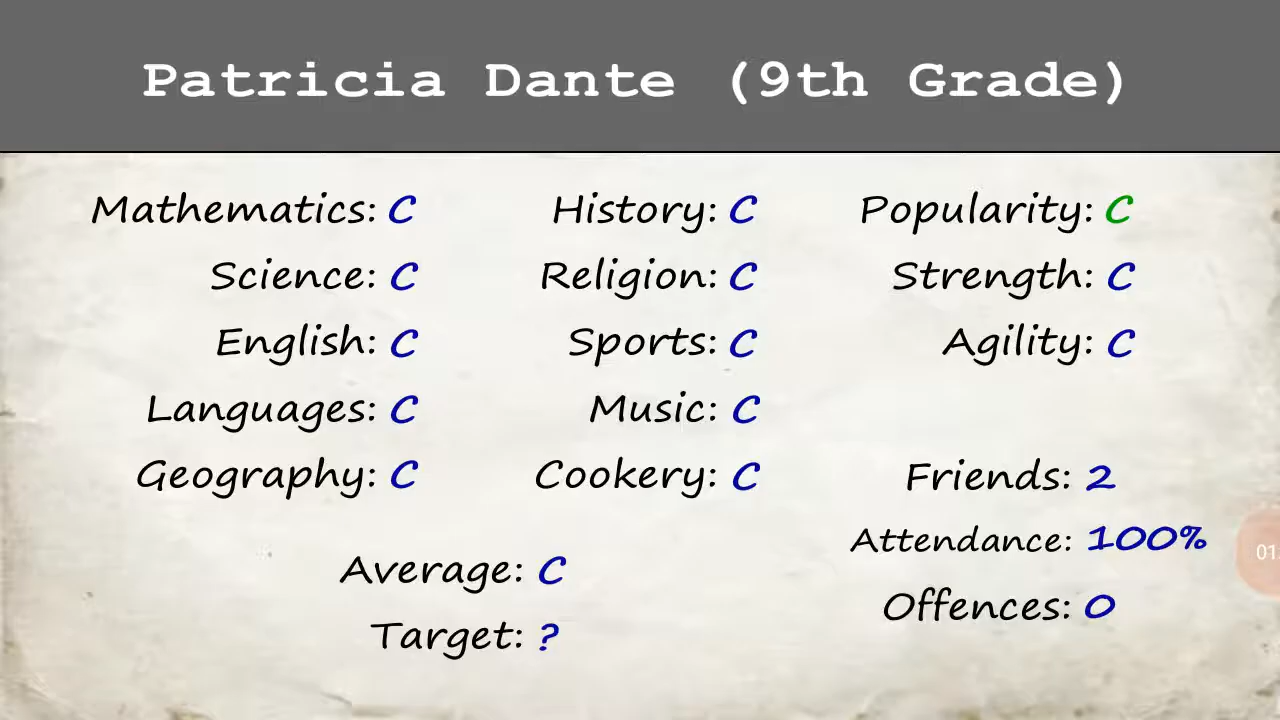 Patricia Dante (9th Grade)
Mathematics: C
Science: C
English: C
Languages: C
Geography: C
History: C
Religion: C
Sports: C
Music: C
Cookery: C
Popularity: C
Strength: C
Agility: C
Friends: 2
Attendance: 100%
Offences: 0
Average: C
Target: ?